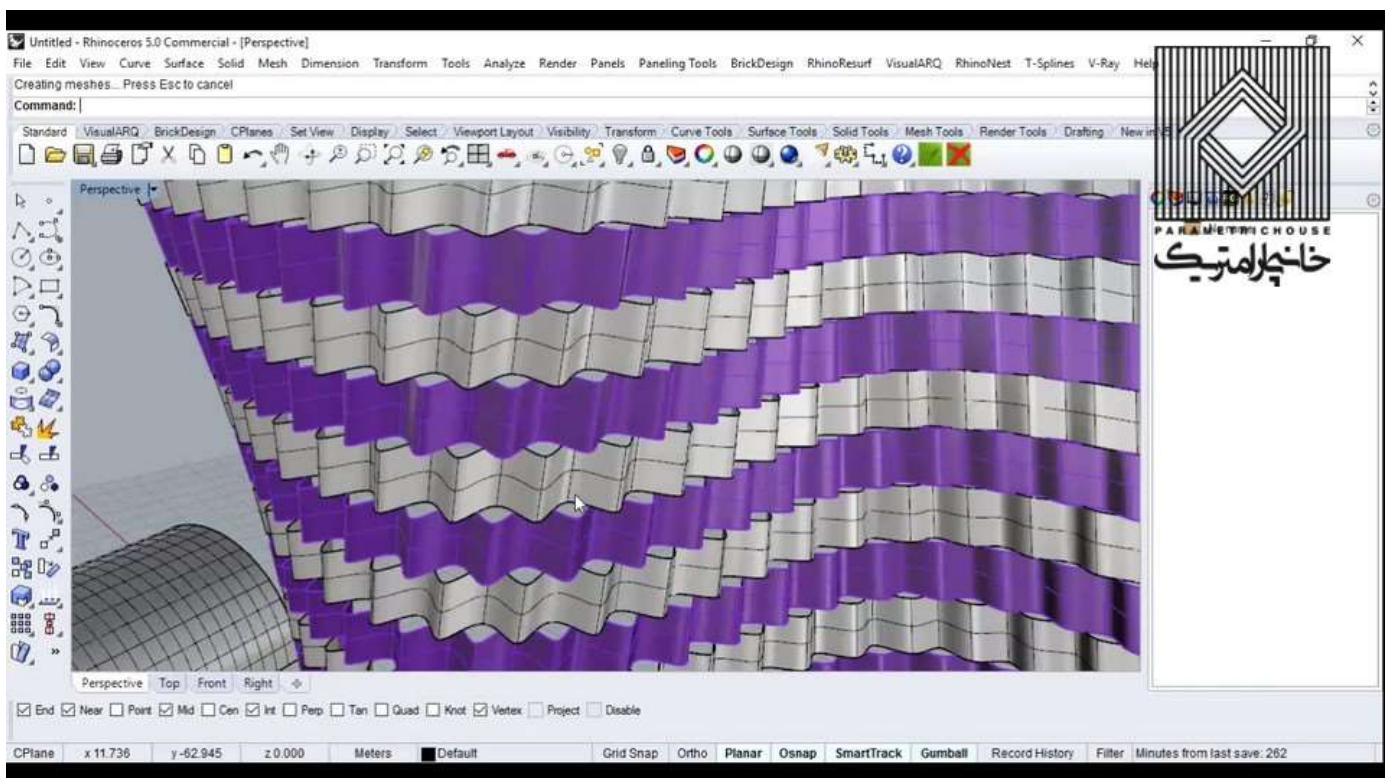 Untitled - Rhinoceros 5.0 Commercial - [Perspective]
File Edit View Curve Surface Solid Mesh Dimension Transform Tools Analyze Render Panels Paneling Tools BrickDesign RhinoResurf VisualARQ RhinoNest T-Splines V-Ray Help
Creating meshes... Press Esc to cancel
Command:
Standard VisualARQ BrickDesign CPlanes Set View Display Select Viewport Layout Visibility Transform Curve Tools Surface Tools Solid Tools Mesh Tools Render Tools Drafting New in
Perspective
PARAMETRICHOUSE
خانه پارامتریک
Perspective Top Front Right
End Near Point Mid Cen Int Perp Tan Quad Knot Vertex Project Disable
CPlane x 11.736 y -62.945 z 0.000 Meters Default Grid Snap Ortho Planar Osnap SmartTrack Gumball Record History Filter Minutes from last save: 262